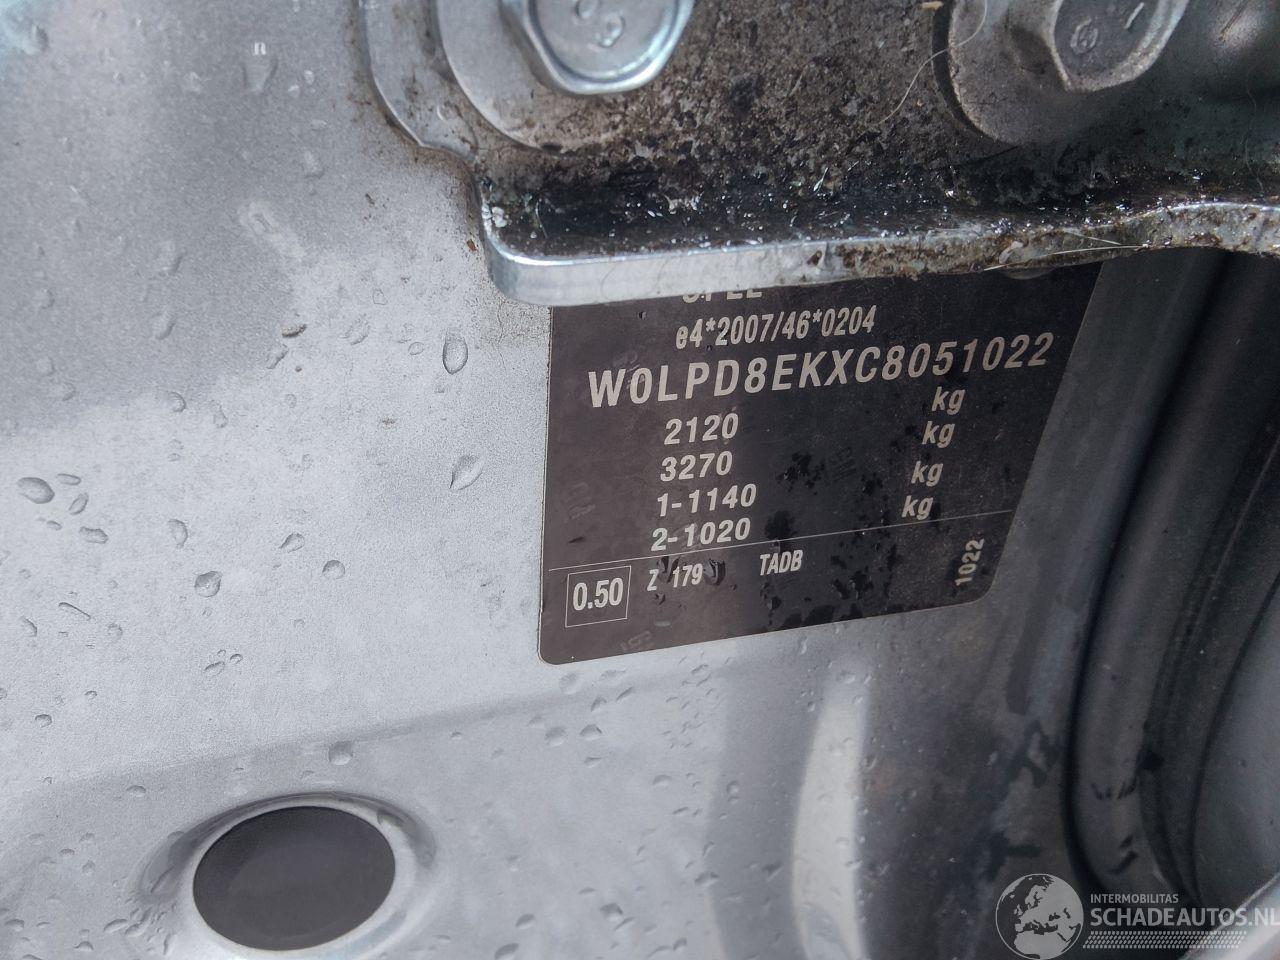 OPEL
e4*2007/46*0204
W0LPD8EKXC8051022
2120 kg
3270 kg
1-1140 kg
2-1020 kg
0.50 Z 179 TADB 1022
INTERMOBILITAS
SCHADEAUTOS.NL